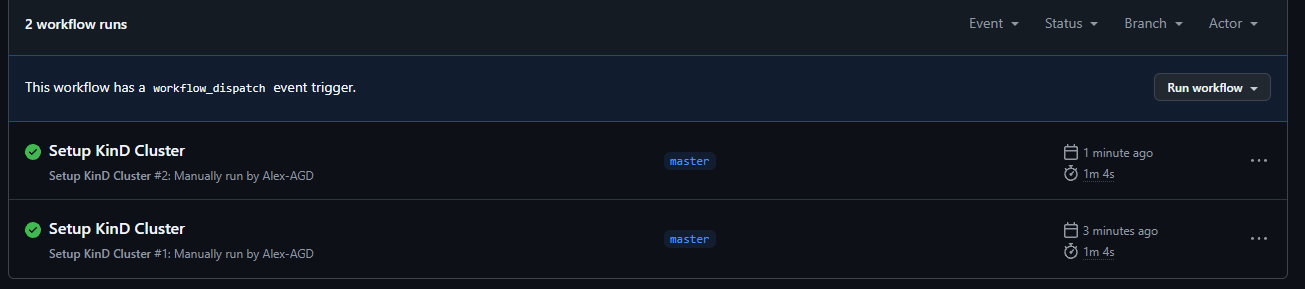 2 workflow runs
Event Status Branch Actor
This workflow has a workflow_dispatch event trigger.
Run workflow
Setup KinD Cluster
Setup KinD Cluster #2: Manually run by Alex-AGD
master
1 minute ago
1m 4s
Setup KinD Cluster
Setup KinD Cluster #1: Manually run by Alex-AGD
master
3 minutes ago
1m 4s